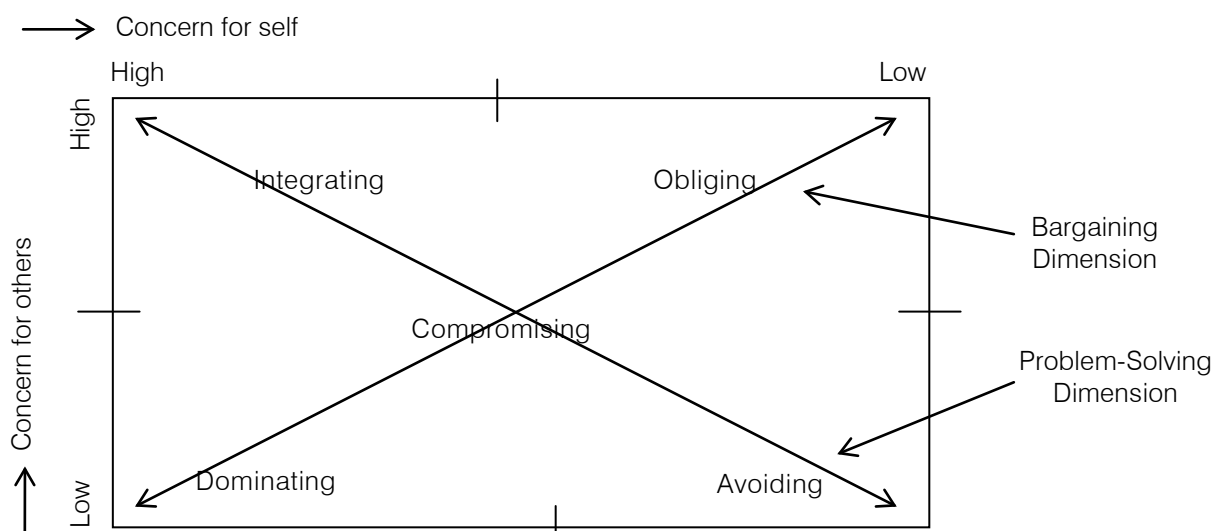 Concern for self
High
Low
High
Integrating
Obliging
Bargaining
Dimension
Concern for others
Compromising
Problem-Solving
Dimension
Dominating
Avoiding
Low